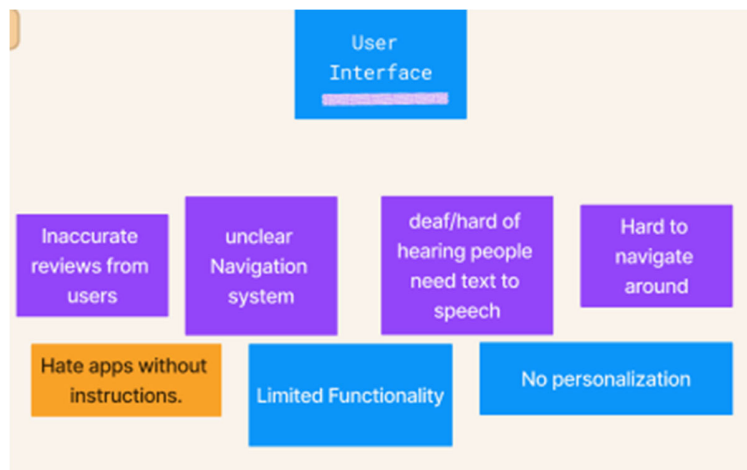 User
Interface
Inaccurate
reviews from
users
unclear
Navigation
system
deaf/hard of
hearing people
need text to
speech
Hard to
navigate
around
Hate apps without
instructions.
Limited Functionality
No personalization